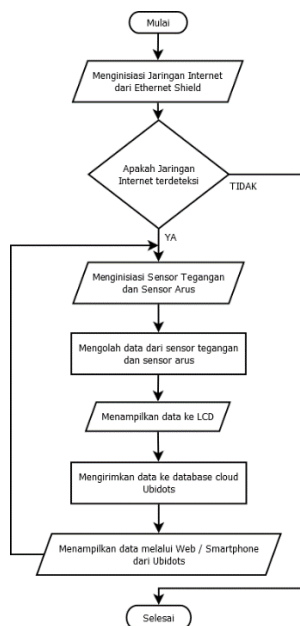 Mulai
Menginisiasi Jaringan Internet
dari Ethernet Shield
Apakah Jaringan
Internet terdeteksi
TIDAK
YA
Menginisiasi Sensor Tegangan
dan Sensor Arus
Mengolah data dari sensor tegangan
dan sensor arus
Menampilkan data ke LCD
Mengirimkan data ke database cloud
Ubidots
Menampilkan data melalui Web / Smartphone
dari Ubidots
Selesai